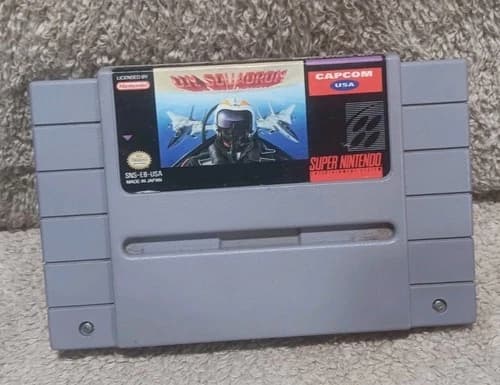 LICENSED BY
Nintendo
U.N. SQUADRON
CAPCOM
USA
SNS-E8-USA
MADE IN JAPAN
SUPER NINTENDO